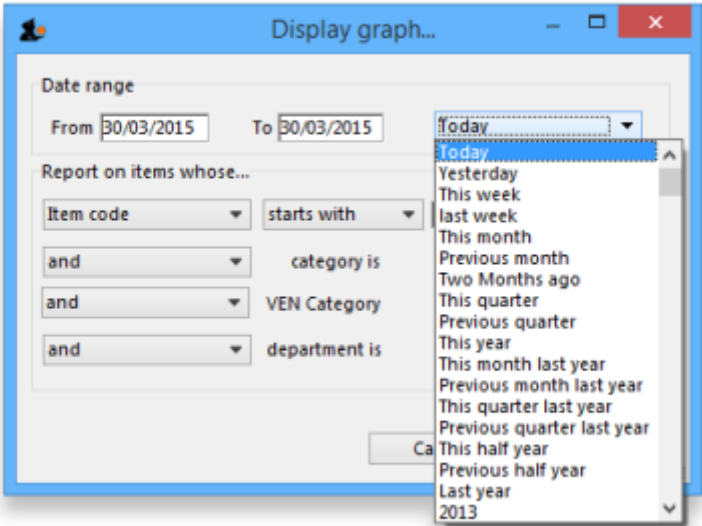 Display graph...
Date range
From 30/03/2015 To 30/03/2015 Today
Today
Yesterday
This week
last week
This month
Previous month
Two Months ago
This quarter
Previous quarter
This year
This month last year
Previous month last year
This quarter last year
Previous quarter last year
This half year
Previous half year
Last year
2013
Report on items whose...
Item code starts with
and category is
and VEN Category
and department is
Ca